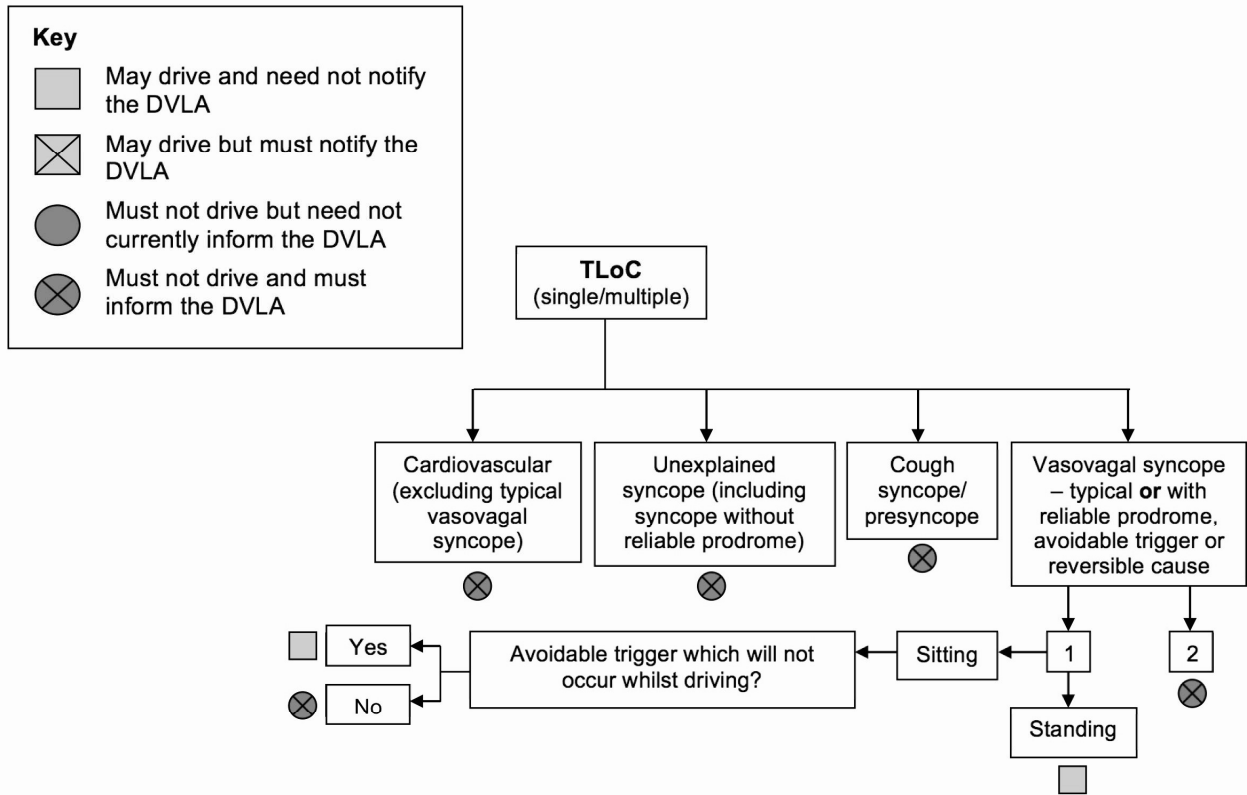 Key
May drive and need not notify
the DVLA
May drive but must notify the
DVLA
Must not drive but need not
currently inform the DVLA
Must not drive and must
inform the DVLA
TLoC
(single/multiple)
Cardiovascular
(excluding typical
vasovagal
syncope)
Unexplained
syncope (including
syncope without
reliable prodrome)
Cough
syncope/
presyncope
Vasovagal syncope
– typical or with
reliable prodrome,
avoidable trigger or
reversible cause
Yes
No
Avoidable trigger which will not
occur whilst driving?
Sitting
1
2
Standing